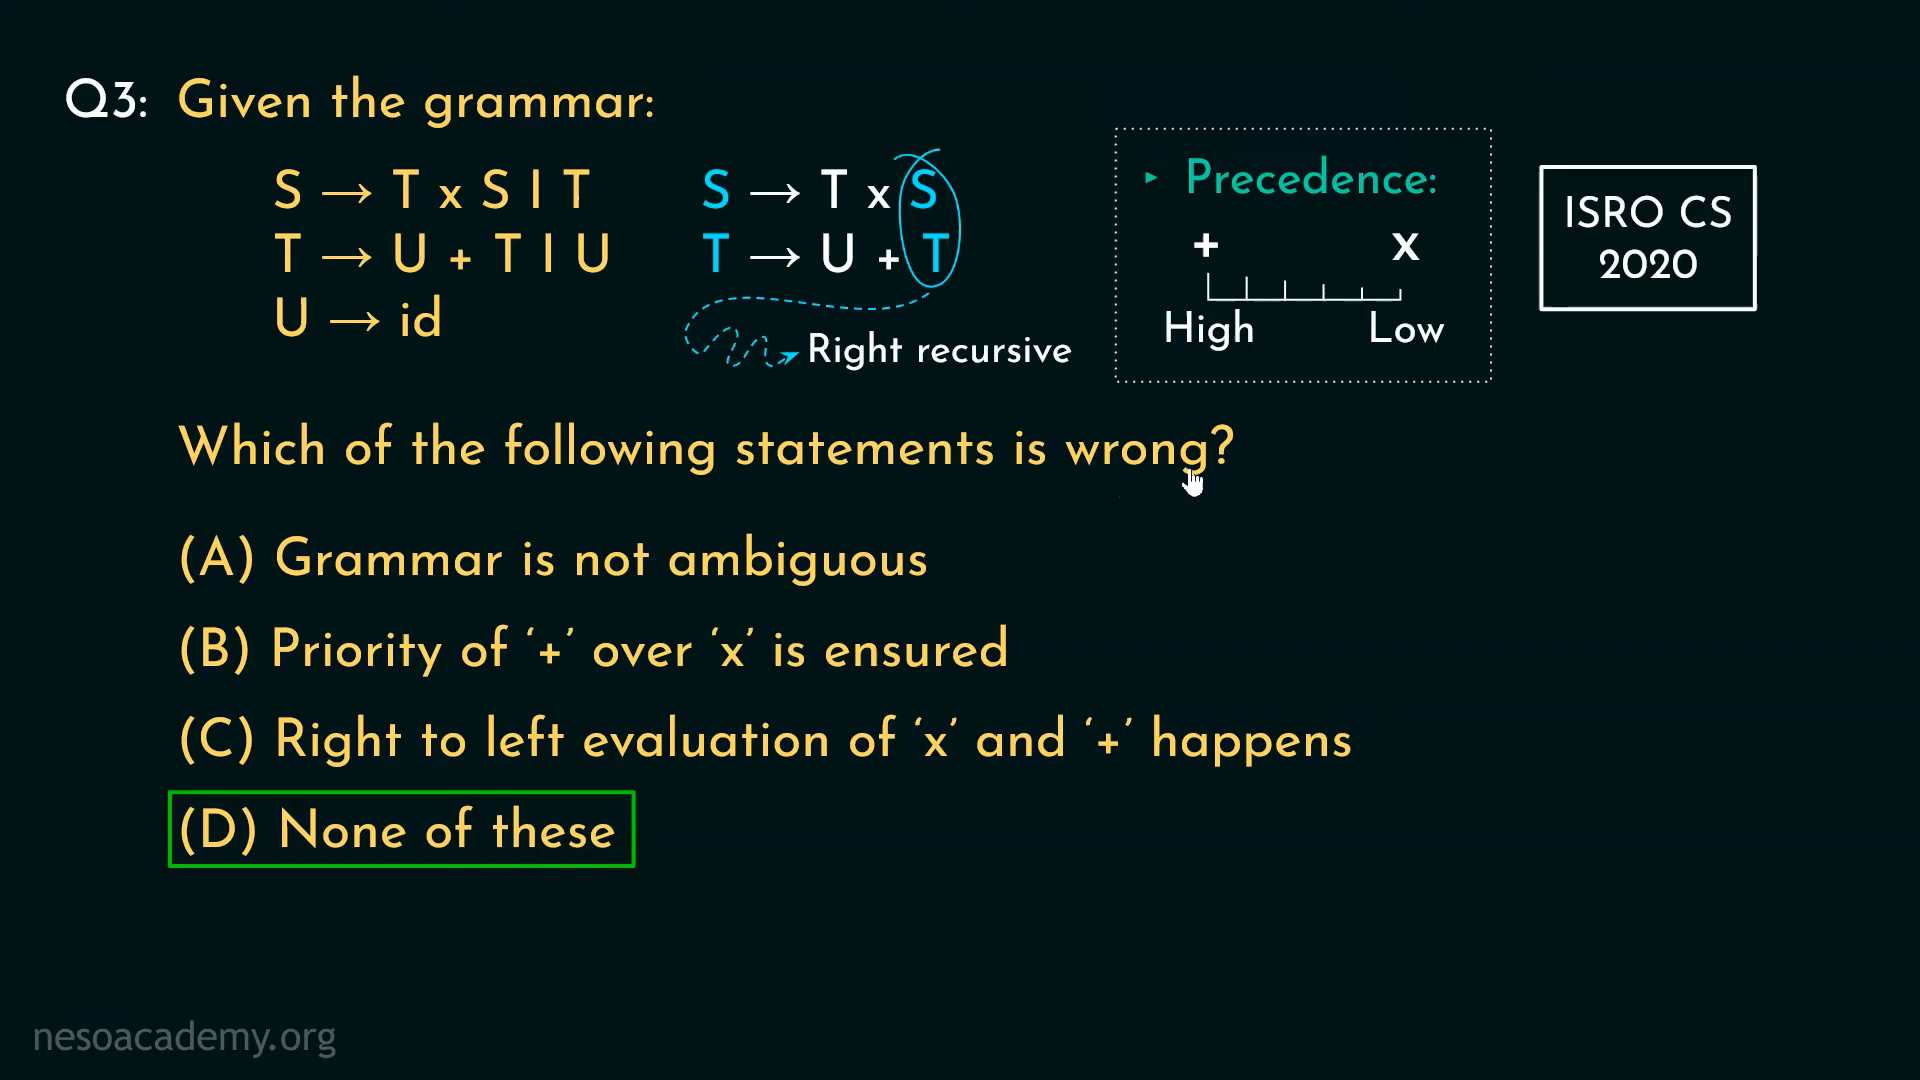 Q3: Given the grammar:
S → T x S I T
T → U + T I U
U → id
S → T x S
T → U + T
Right recursive
▸ Precedence:
+ x
High Low
ISRO CS
2020
Which of the following statements is wrong?
(A) Grammar is not ambiguous
(B) Priority of ‘+’ over ‘x’ is ensured
(C) Right to left evaluation of ‘x’ and ‘+’ happens
(D) None of these
nesoacademy.org